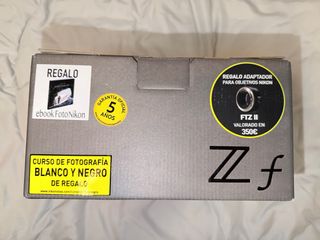 REGALO
ebook FotoNikon
GARANTÍA OFICIAL
5
AÑOS
REGALO ADAPTADOR
PARA OBJETIVOS NIKON
FTZ II
VALORADO EN
350€
CURSO DE FOTOGRAFÍA
BLANCO Y NEGRO
DE REGALO
Z f